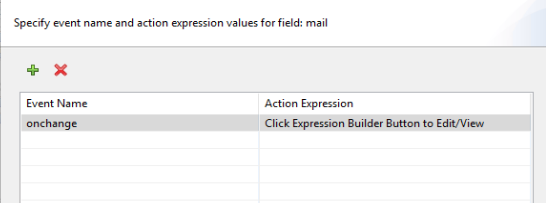 Specify event name and action expression values for field: mail
Event Name Action Expression
onchange Click Expression Builder Button to Edit/View